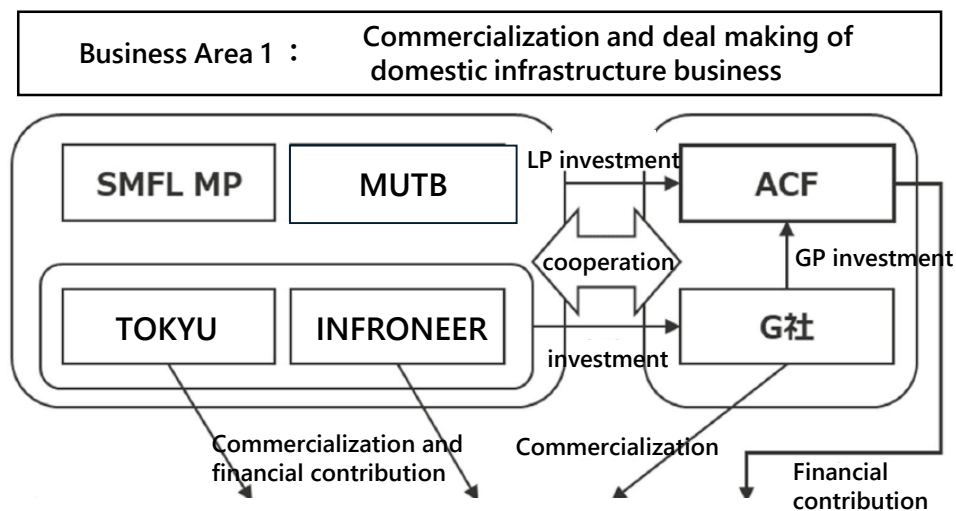 Business Area 1： Commercialization and deal making of
domestic infrastructure business
SMFL MP
MUTB
LP investment
ACF
cooperation
GP investment
TOKYU
INFRONEER
investment
G社
Commercialization and
financial contribution
Commercialization
Financial
contribution